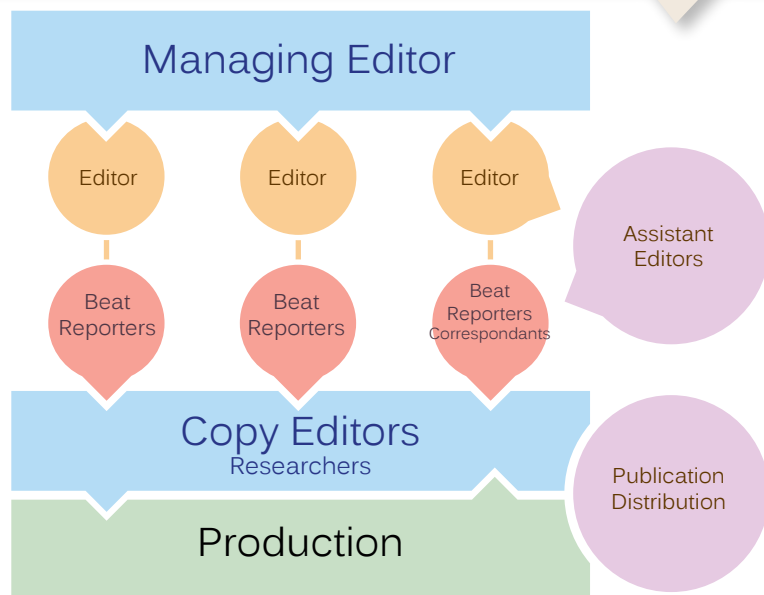 Managing Editor
Editor
Editor
Editor
Assistant
Editors
Beat
Reporters
Beat
Reporters
Beat
Reporters
Correspondants
Copy Editors
Researchers
Publication
Distribution
Production